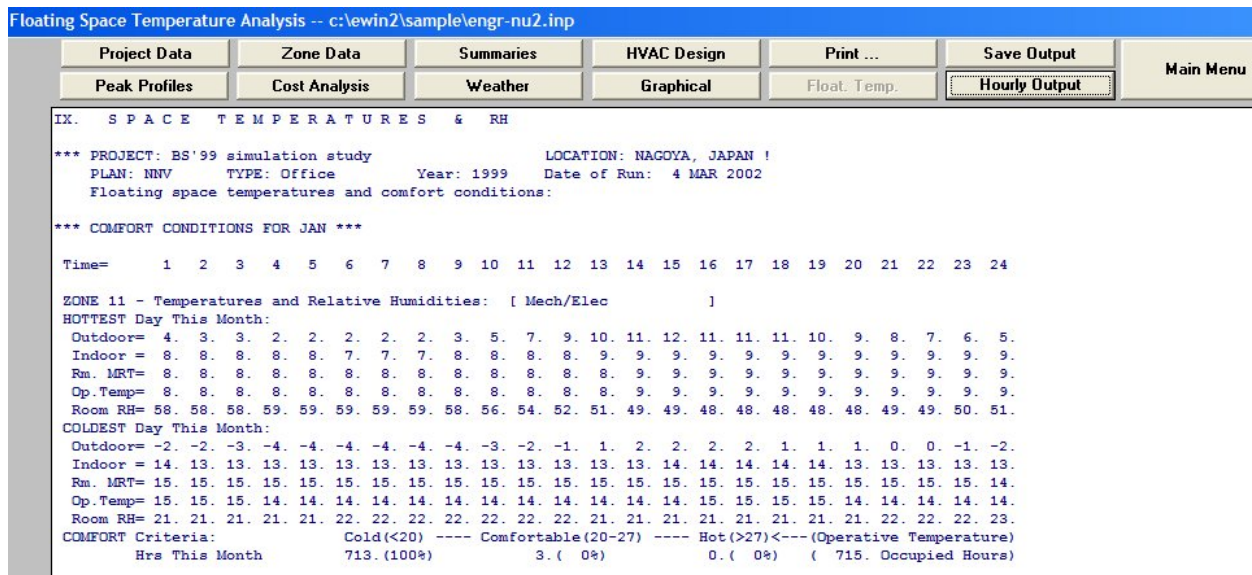 Floating Space Temperature Analysis -- c:\ewin2\sample\engr-nu2.inp
Project Data Zone Data Summaries HVAC Design Print ... Save Output Main Menu
Peak Profiles Cost Analysis Weather Graphical Float. Temp. Hourly Output
IX. S P A C E T E M P E R A T U R E S & RH
*** PROJECT: BS'99 simulation study LOCATION: NAGOYA, JAPAN !
PLAN: NNV TYPE: Office Year: 1999 Date of Run: 4 MAR 2002
Floating space temperatures and comfort conditions:
*** COMFORT CONDITIONS FOR JAN ***
Time= 1 2 3 4 5 6 7 8 9 10 11 12 13 14 15 16 17 18 19 20 21 22 23 24
ZONE 11 - Temperatures and Relative Humidities: [ Mech/Elec ]
HOTTEST Day This Month:
Outdoor= 4. 3. 3. 2. 2. 2. 2. 2. 3. 5. 7. 9. 10. 11. 12. 11. 11. 11. 10. 9. 8. 7. 6. 5.
Indoor = 8. 8. 8. 8. 8. 7. 7. 7. 8. 8. 8. 8. 9. 9. 9. 9. 9. 9. 9. 9. 9. 9. 9. 9.
Rm. MRT= 8. 8. 8. 8. 8. 8. 8. 8. 8. 8. 8. 8. 8. 9. 9. 9. 9. 9. 9. 9. 9. 9. 9. 9.
Op.Temp= 8. 8. 8. 8. 8. 8. 8. 8. 8. 8. 8. 8. 8. 9. 9. 9. 9. 9. 9. 9. 9. 9. 9. 9.
Room RH= 58. 58. 58. 59. 59. 59. 59. 59. 58. 56. 54. 52. 51. 49. 49. 48. 48. 48. 48. 48. 49. 49. 50. 51.
COLDEST Day This Month:
Outdoor= -2. -2. -3. -4. -4. -4. -4. -4. -4. -3. -2. -1. 1. 2. 2. 2. 2. 1. 1. 1. 0. 0. -1. -2.
Indoor = 14. 13. 13. 13. 13. 13. 13. 13. 13. 13. 13. 13. 13. 13. 14. 14. 14. 14. 14. 13. 13. 13. 13. 13.
Rm. MRT= 15. 15. 15. 15. 15. 15. 15. 15. 15. 15. 15. 15. 15. 15. 15. 15. 15. 15. 15. 15. 15. 15. 15. 14.
Op.Temp= 15. 15. 15. 14. 14. 14. 14. 14. 14. 14. 14. 14. 14. 14. 14. 15. 15. 15. 15. 14. 14. 14. 14. 14.
Room RH= 21. 21. 21. 21. 21. 22. 22. 22. 22. 22. 22. 22. 21. 21. 21. 21. 21. 21. 21. 21. 22. 22. 22. 23.
COMFORT Criteria: Cold(<20) ---- Comfortable(20-27) ---- Hot(>27)<---(Operative Temperature)
Hrs This Month 713.(100%) 3.( 0%) 0.( 0%) ( 715. Occupied Hours)